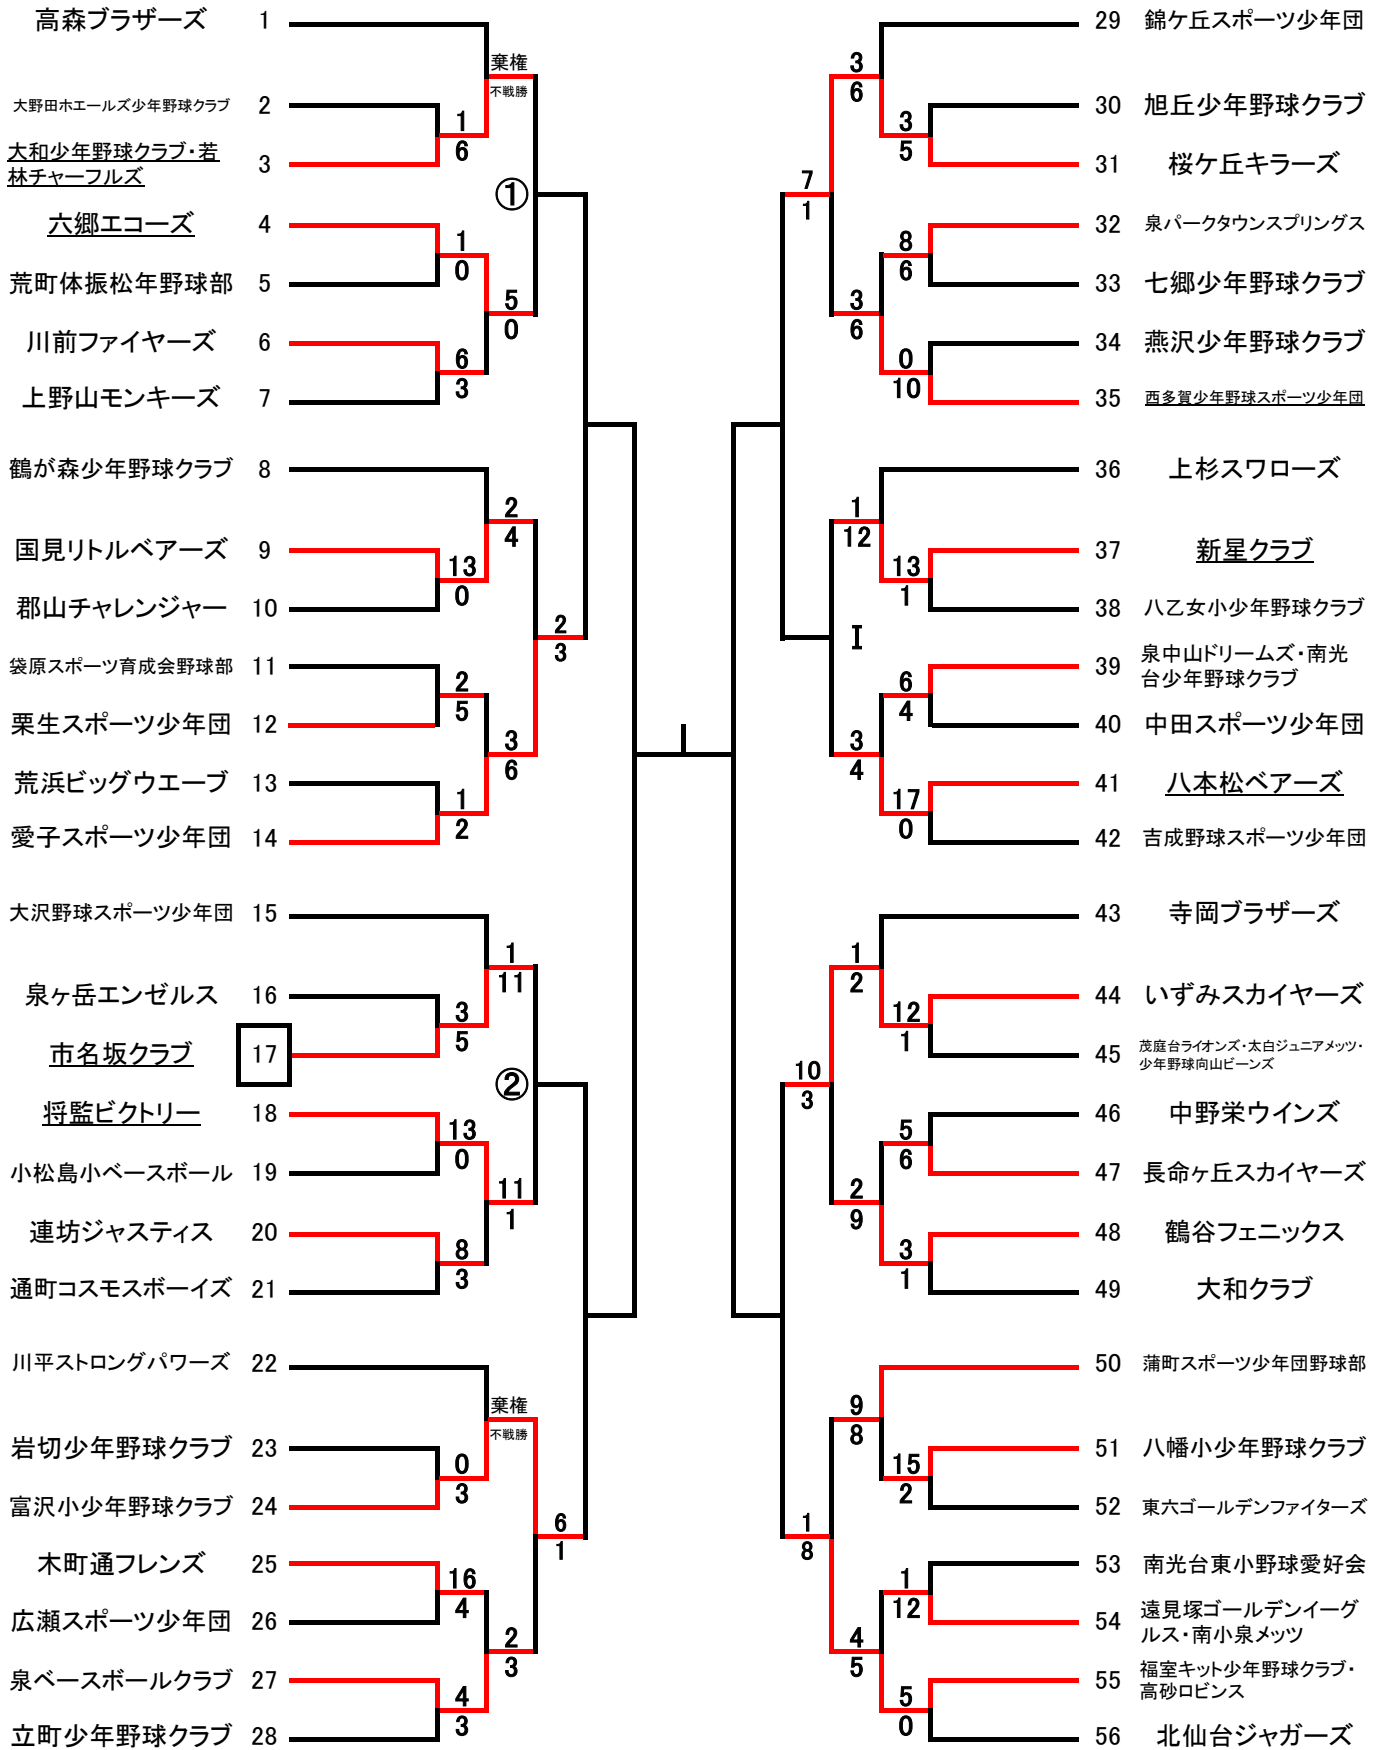 高森ブラザーズ 1
棄権
不戦勝
大野田ホエールズ少年野球クラブ 2
1
6
大和少年野球クラブ・若
林チャーフルズ 3
①
六郷エコーズ 4
1
0
荒町体振松年野球部 5
5
0
川前ファイヤーズ 6
6
3
上野山モンキーズ 7
鶴が森少年野球クラブ 8
2
4
国見リトルベアーズ 9
13
0
郡山チャレンジャー 10
2
3
袋原スポーツ育成会野球部 11
2
5
栗生スポーツ少年団 12
3
6
荒浜ビッグウエーブ 13
1
2
愛子スポーツ少年団 14
大沢野球スポーツ少年団 15
1
11
泉ヶ岳エンゼルス 16
3
5
市名坂クラブ 17
②
将監ビクトリー 18
13
0
小松島小ベースボール 19
11
1
連坊ジャスティス 20
8
3
通町コスモスボーイズ 21
川平ストロングパワーズ 22
棄権
不戦勝
岩切少年野球クラブ 23
0
3
富沢小少年野球クラブ 24
6
1
木町通フレンズ 25
16
4
広瀬スポーツ少年団 26
2
3
泉ベースボールクラブ 27
4
3
立町少年野球クラブ 28
29 錦ケ丘スポーツ少年団
3
6
30 旭丘少年野球クラブ
3
5
31 桜ケ丘キラーズ
7
1
32 泉パークタウンスプリングス
8
6
33 七郷少年野球クラブ
3
6
34 燕沢少年野球クラブ
0
10
35 西多賀少年野球スポーツ少年団
36 上杉スワローズ
1
12
37 新星クラブ
13
1
38 八乙女小少年野球クラブ
I
39 泉中山ドリームズ・南光
台少年野球クラブ
6
4
40 中田スポーツ少年団
3
4
41 八本松ベアーズ
17
0
42 吉成野球スポーツ少年団
43 寺岡ブラザーズ
1
2
44 いずみスカイヤーズ
12
1
45 茂庭台ライオンズ・太白ジュニアメッツ・
少年野球向山ビーンズ
10
3
46 中野栄ウインズ
5
6
47 長命ヶ丘スカイヤーズ
2
9
48 鶴谷フェニックス
3
1
49 大和クラブ
50 蒲町スポーツ少年団野球部
9
8
51 八幡小少年野球クラブ
15
2
52 東六ゴールデンファイターズ
1
8
53 南光台東小野球愛好会
1
12
54 遠見塚ゴールデンイーグ
ルス・南小泉メッツ
4
5
55 福室キット少年野球クラブ・
高砂ロビンス
5
0
56 北仙台ジャガーズ